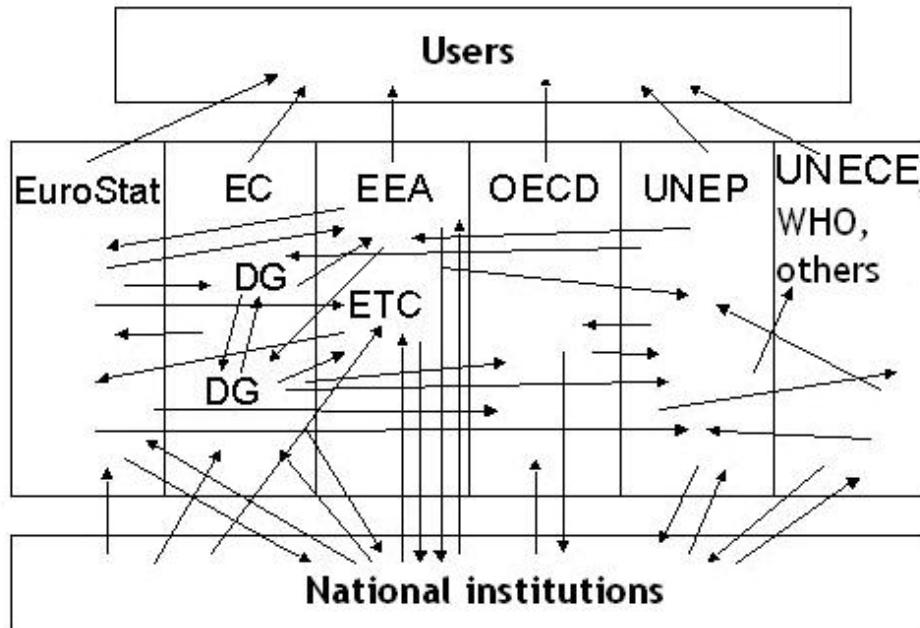 Users
EuroStat
EC
EEA
OECD
UNEP
UNECE
WHO,
others
DG
ETC
DG
National institutions